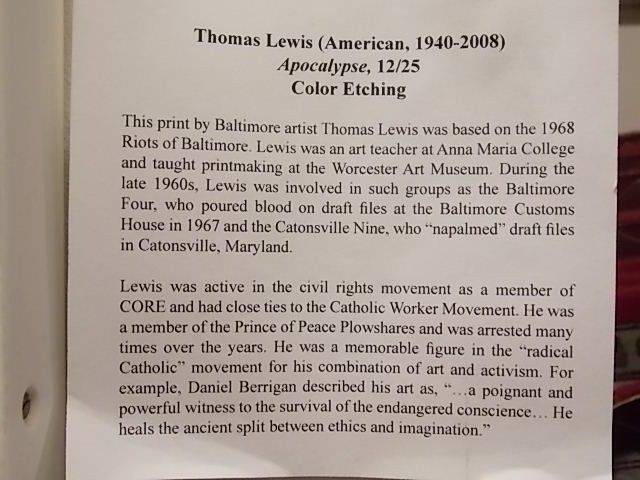 Thomas Lewis (American, 1940-2008)
Apocalypse, 12/25
Color Etching
This print by Baltimore artist Thomas Lewis was based on the 1968
Riots of Baltimore. Lewis was an art teacher at Anna Maria College
and taught printmaking at the Worcester Art Museum. During the
late 1960s, Lewis was involved in such groups as the Baltimore
Four, who poured blood on draft files at the Baltimore Customs
House in 1967 and the Catonsville Nine, who “napalmed” draft files
in Catonsville, Maryland.
Lewis was active in the civil rights movement as a member of
CORE and had close ties to the Catholic Worker Movement. He was
a member of the Prince of Peace Plowshares and was arrested many
times over the years. He was a memorable figure in the “radical
Catholic” movement for his combination of art and activism. For
example, Daniel Berrigan described his art as, “…a poignant and
powerful witness to the survival of the endangered conscience… He
heals the ancient split between ethics and imagination.”